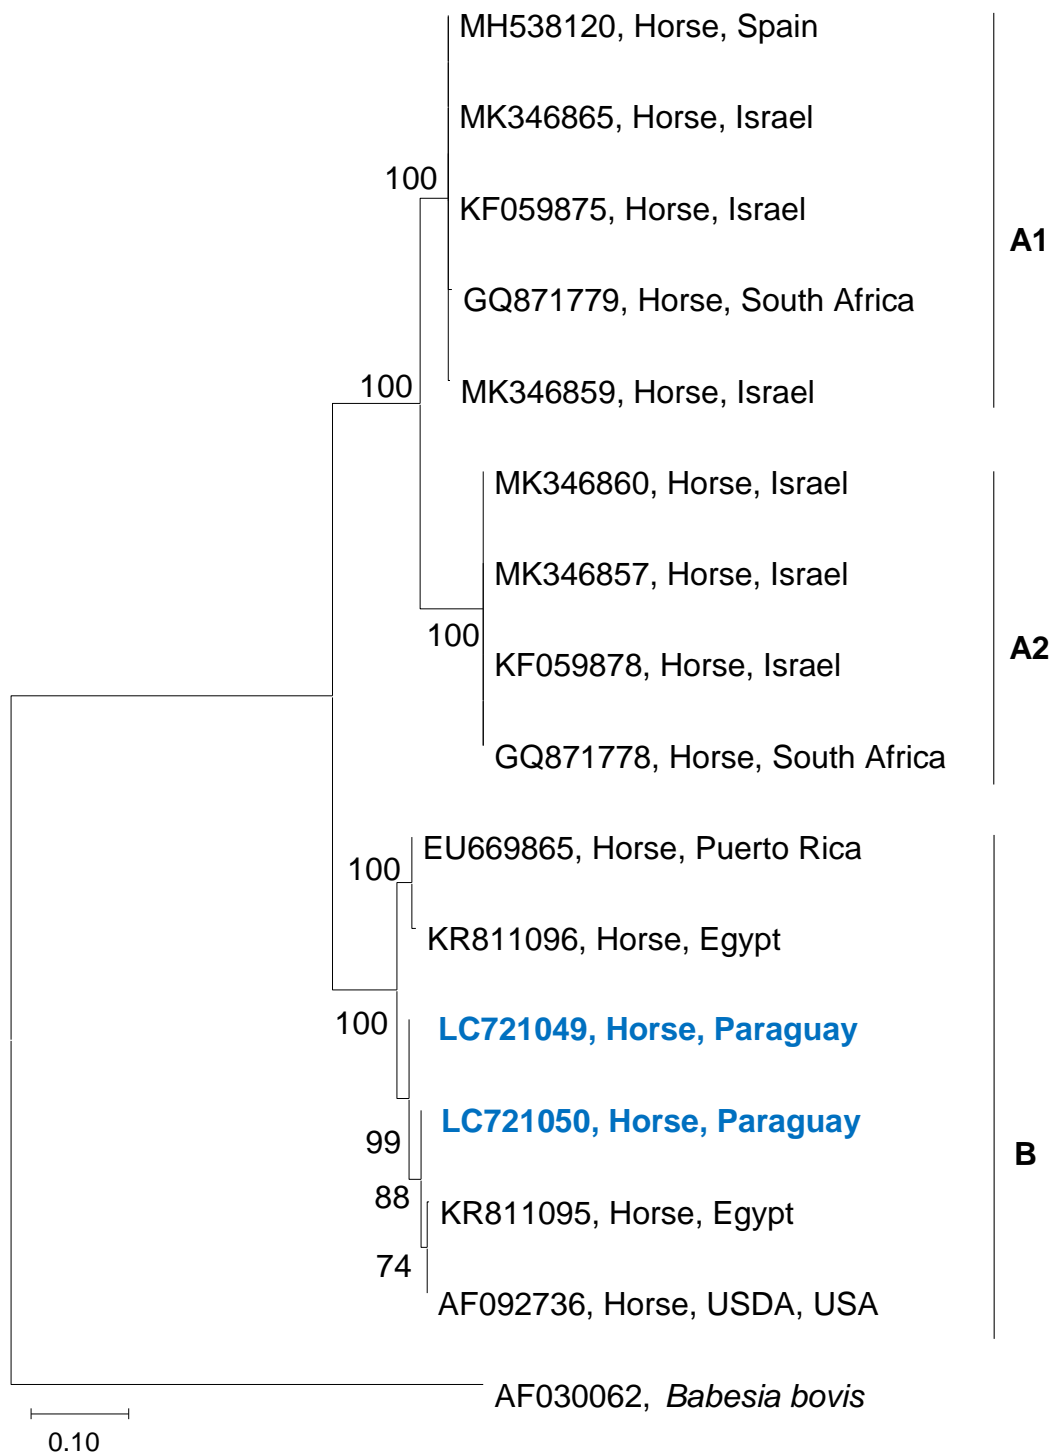 MH538120, Horse, Spain
MK346865, Horse, Israel
100
KF059875, Horse, Israel
A1
GQ871779, Horse, South Africa
100
MK346859, Horse, Israel
MK346860, Horse, Israel
MK346857, Horse, Israel
100
A2
KF059878, Horse, Israel
GQ871778, Horse, South Africa
EU669865, Horse, Puerto Rica
100
KR811096, Horse, Egypt
100
LC721049, Horse, Paraguay
LC721050, Horse, Paraguay
99
B
88
KR811095, Horse, Egypt
74
AF092736, Horse, USDA, USA
AF030062, Babesia bovis
0.10